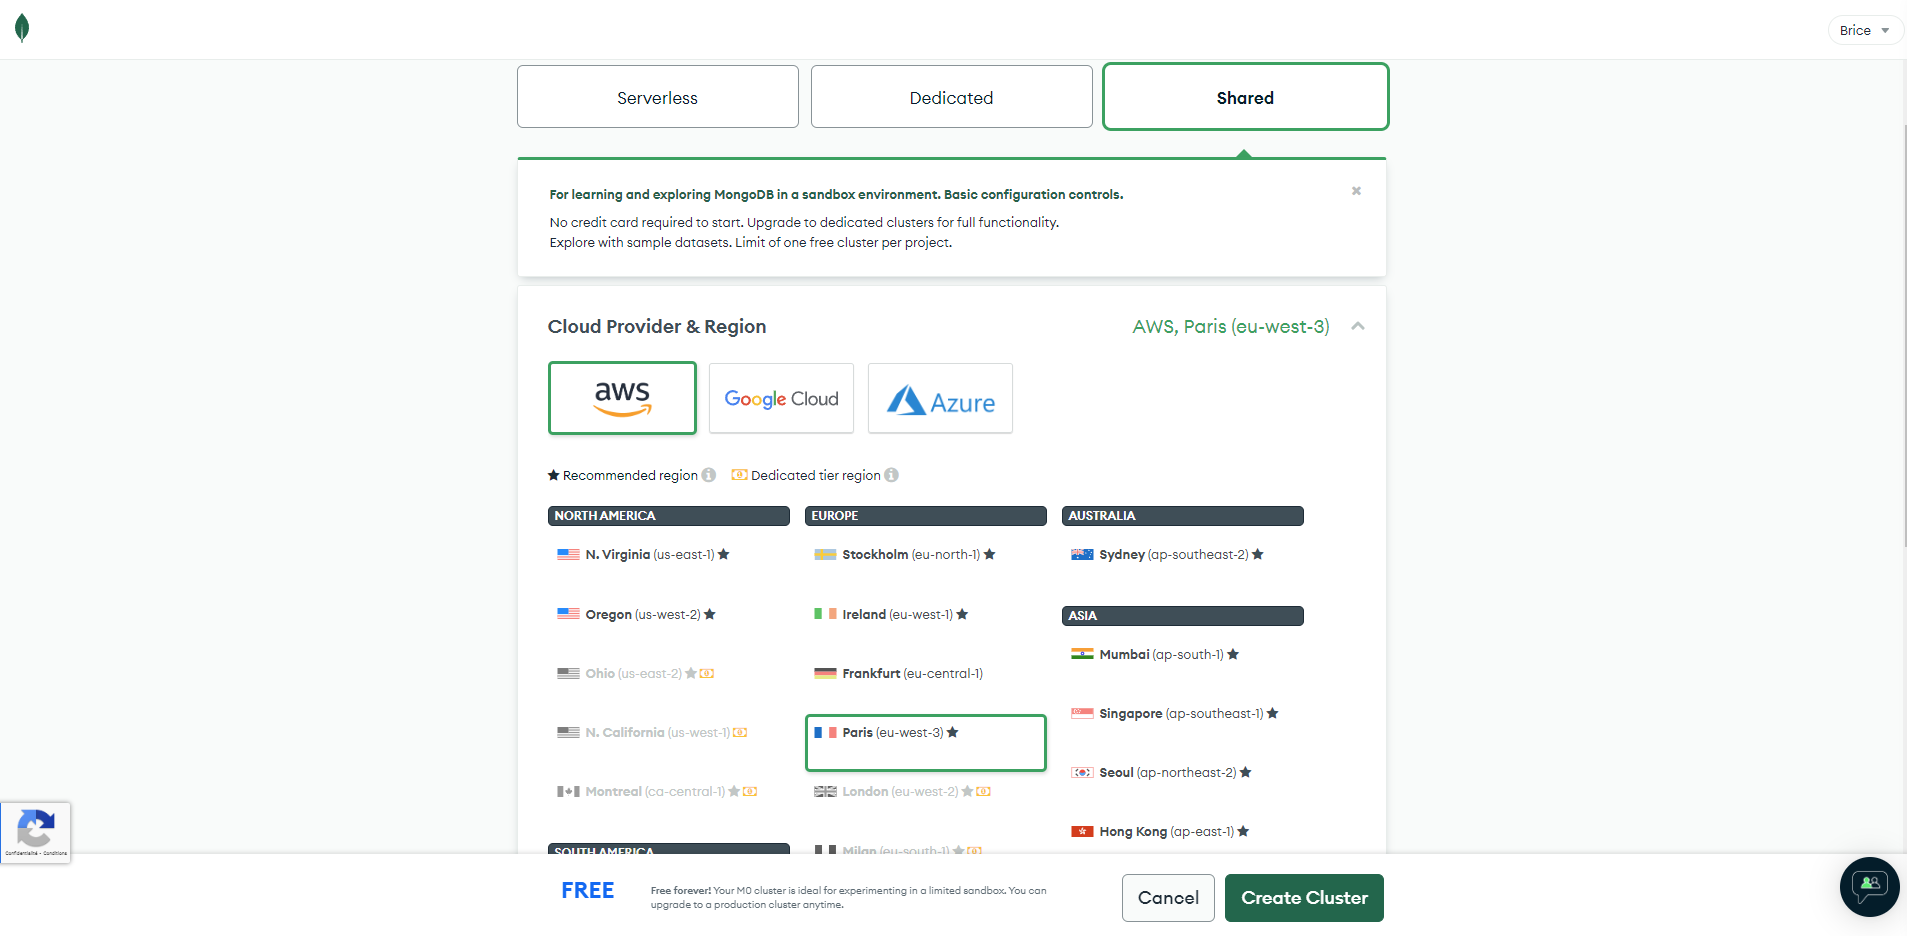 Brice
Serverless
Dedicated
Shared
For learning and exploring MongoDB in a sandbox environment. Basic configuration controls.
No credit card required to start. Upgrade to dedicated clusters for full functionality.
Explore with sample datasets. Limit of one free cluster per project.
Cloud Provider & Region
AWS, Paris (eu-west-3)
aws
Google Cloud
Azure
Recommended region
Dedicated tier region
NORTH AMERICA
N. Virginia (us-east-1)
Oregon (us-west-2)
Ohio (us-east-2)
N. California (us-west-1)
Montreal (ca-central-1)
SOUTH AMERICA
EUROPE
Stockholm (eu-north-1)
Ireland (eu-west-1)
Frankfurt (eu-central-1)
Paris (eu-west-3)
London (eu-west-2)
Milan (eu-south-1)
AUSTRALIA
Sydney (ap-southeast-2)
ASIA
Mumbai (ap-south-1)
Singapore (ap-southeast-1)
Seoul (ap-northeast-2)
Hong Kong (ap-east-1)
Confidentialité - Conditions
FREE
Free forever! Your M0 cluster is ideal for experimenting in a limited sandbox. You can
upgrade to a production cluster anytime.
Cancel
Create Cluster